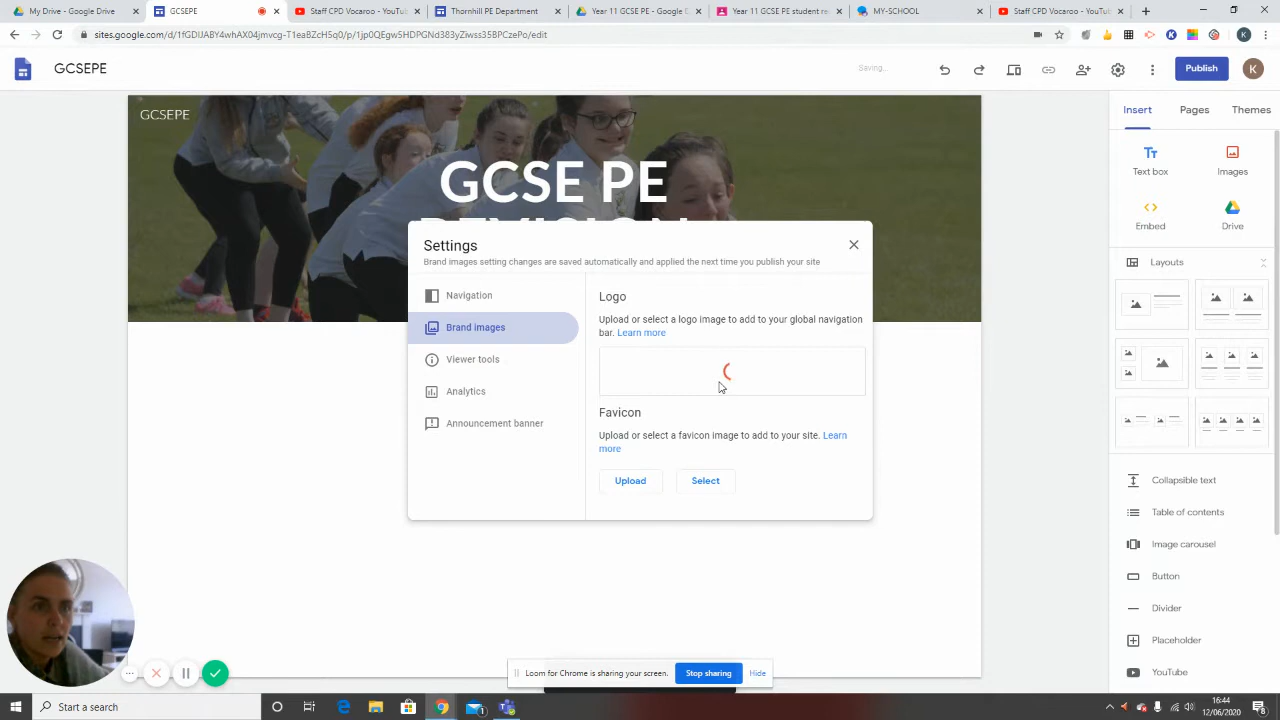 My Drive - Google Drive
GCSEPE
Staff CPD Vocaroo - YouTu
Thornhill PE Department
Year 11 GCSE PE - Google D
Year 11 GCSE PE student re
MY-SCHOOL
Staff CPD Vocaroo - YouTu
sites.google.com/d/1fGDIJABY4whAX04jmvcg-T1eaBZcH5q0/p/1jp0QEgw5HDPGNd383yZiwss35BPCzePo/edit
K
GCSEPE
Saving...
Publish
K
GCSEPE
GCSE PE
Insert
Pages
Themes
Text box
Images
Embed
Drive
Layouts
Settings
Brand images setting changes are saved automatically and applied the next time you publish your site
Navigation
Brand images
Viewer tools
Analytics
Announcement banner
Logo
Upload or select a logo image to add to your global navigation
bar. Learn more
Favicon
Upload or select a favicon image to add to your site. Learn
more
Upload
Select
Collapsible text
Table of contents
Image carousel
Button
Divider
Placeholder
YouTube
Loom for Chrome is sharing your screen.
Stop sharing
Hide
Start a search
1
16:44
12/06/2020
8